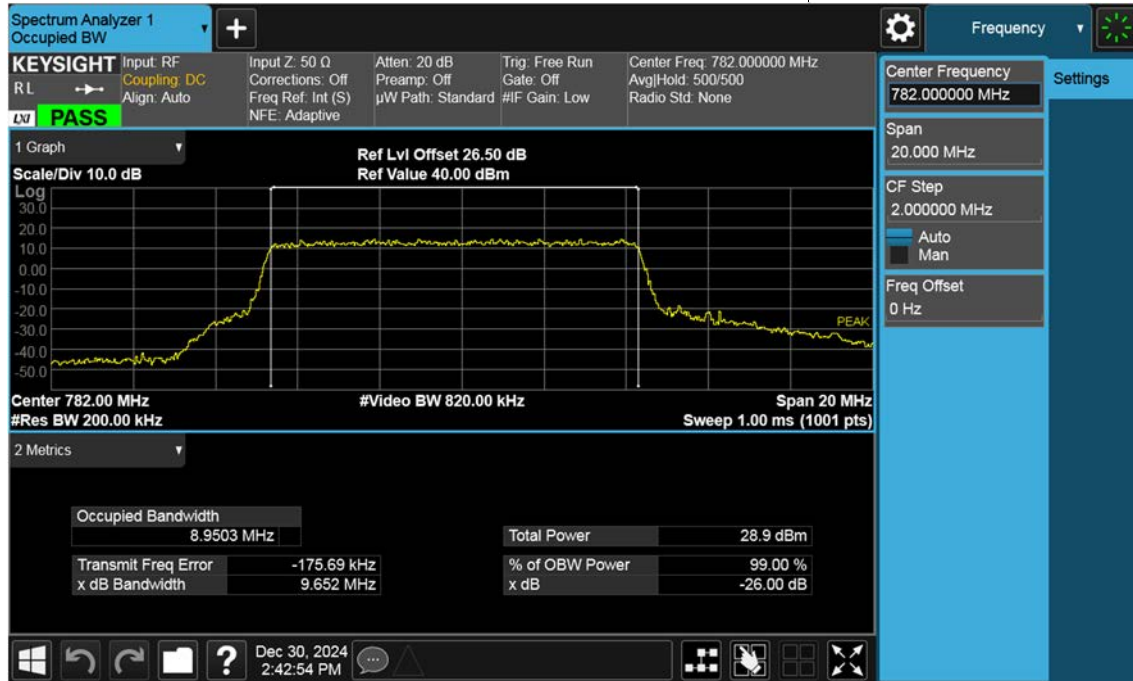 Spectrum Analyzer 1
Occupied BW
+
Frequency
KEYSIGHT
RL
LXI PASS
Input: RF
Coupling: DC
Align: Auto
Input Z: 50 Ω
Corrections: Off
Freq Ref: Int (S)
NFE: Adaptive
Atten: 20 dB
Preamp: Off
µW Path: Standard
Trig: Free Run
Gate: Off
#IF Gain: Low
Center Freq: 782.000000 MHz
Avg|Hold: 500/500
Radio Std: None
Center Frequency
782.000000 MHz
Settings
Span
20.000 MHz
CF Step
2.000000 MHz
Auto
Man
Freq Offset
0 Hz
1 Graph
Scale/Div 10.0 dB
Ref Lvl Offset 26.50 dB
Ref Value 40.00 dBm
Log
30.0
20.0
10.0
0.00
-10.0
-20.0
-30.0
-40.0
-50.0
PEAK
Center 782.00 MHz
#Video BW 820.00 kHz
Span 20 MHz
#Res BW 200.00 kHz
Sweep 1.00 ms (1001 pts)
2 Metrics
Occupied Bandwidth
8.9503 MHz
Total Power 28.9 dBm
Transmit Freq Error -175.69 kHz
% of OBW Power 99.00 %
x dB Bandwidth 9.652 MHz
x dB -26.00 dB
?
Dec 30, 2024
2:42:54 PM